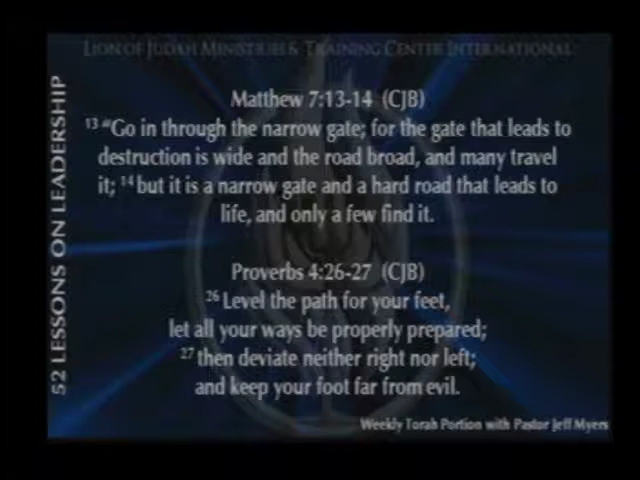 LION OF JUDAH MINISTRIES & TRAINING CENTER INTERNATIONAL
52 LESSONS ON LEADERSHIP
Matthew 7:13-14 (CJB)
13 "Go in through the narrow gate; for the gate that leads to
destruction is wide and the road broad, and many travel
it; 14 but it is a narrow gate and a hard road that leads to
life, and only a few find it.
Proverbs 4:26-27 (CJB)
26 Level the path for your feet,
let all your ways be properly prepared;
27 then deviate neither right nor left;
and keep your foot far from evil.
Weekly Torah Portion with Pastor Jeff Myers